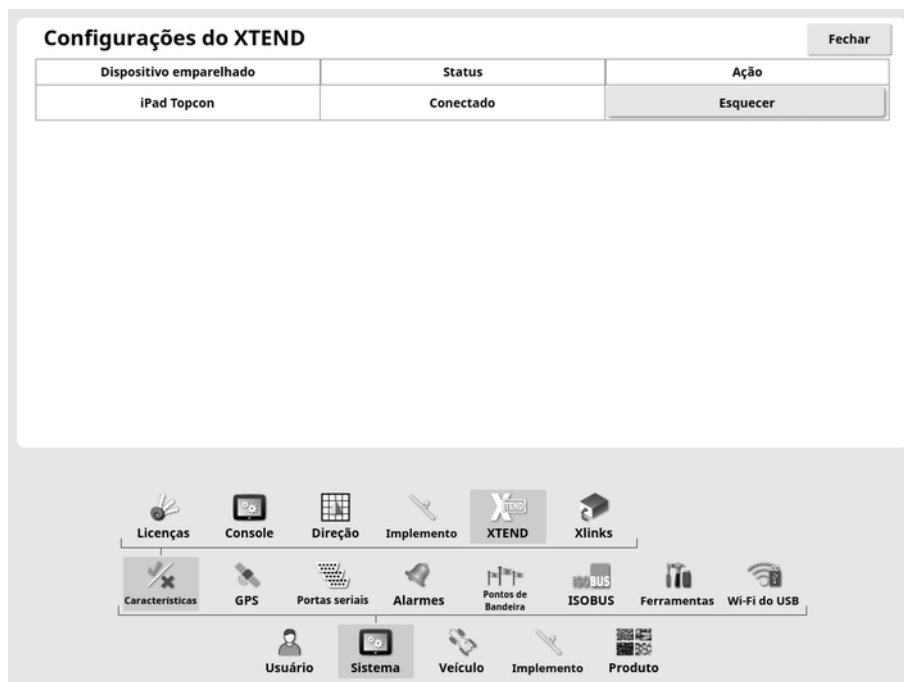 Configurações do XTEND
Fechar
Dispositivo emparelhado Status Ação
iPad Topcon Conectado Esquecer
XTEND
Licenças Console Direção Implemento XTEND Xlinks
ISOBUS
Características GPS Portas seriais Alarmes Pontos de Bandeira ISOBUS Ferramentas Wi-Fi do USB
Usuário Sistema Veículo Implemento Produto